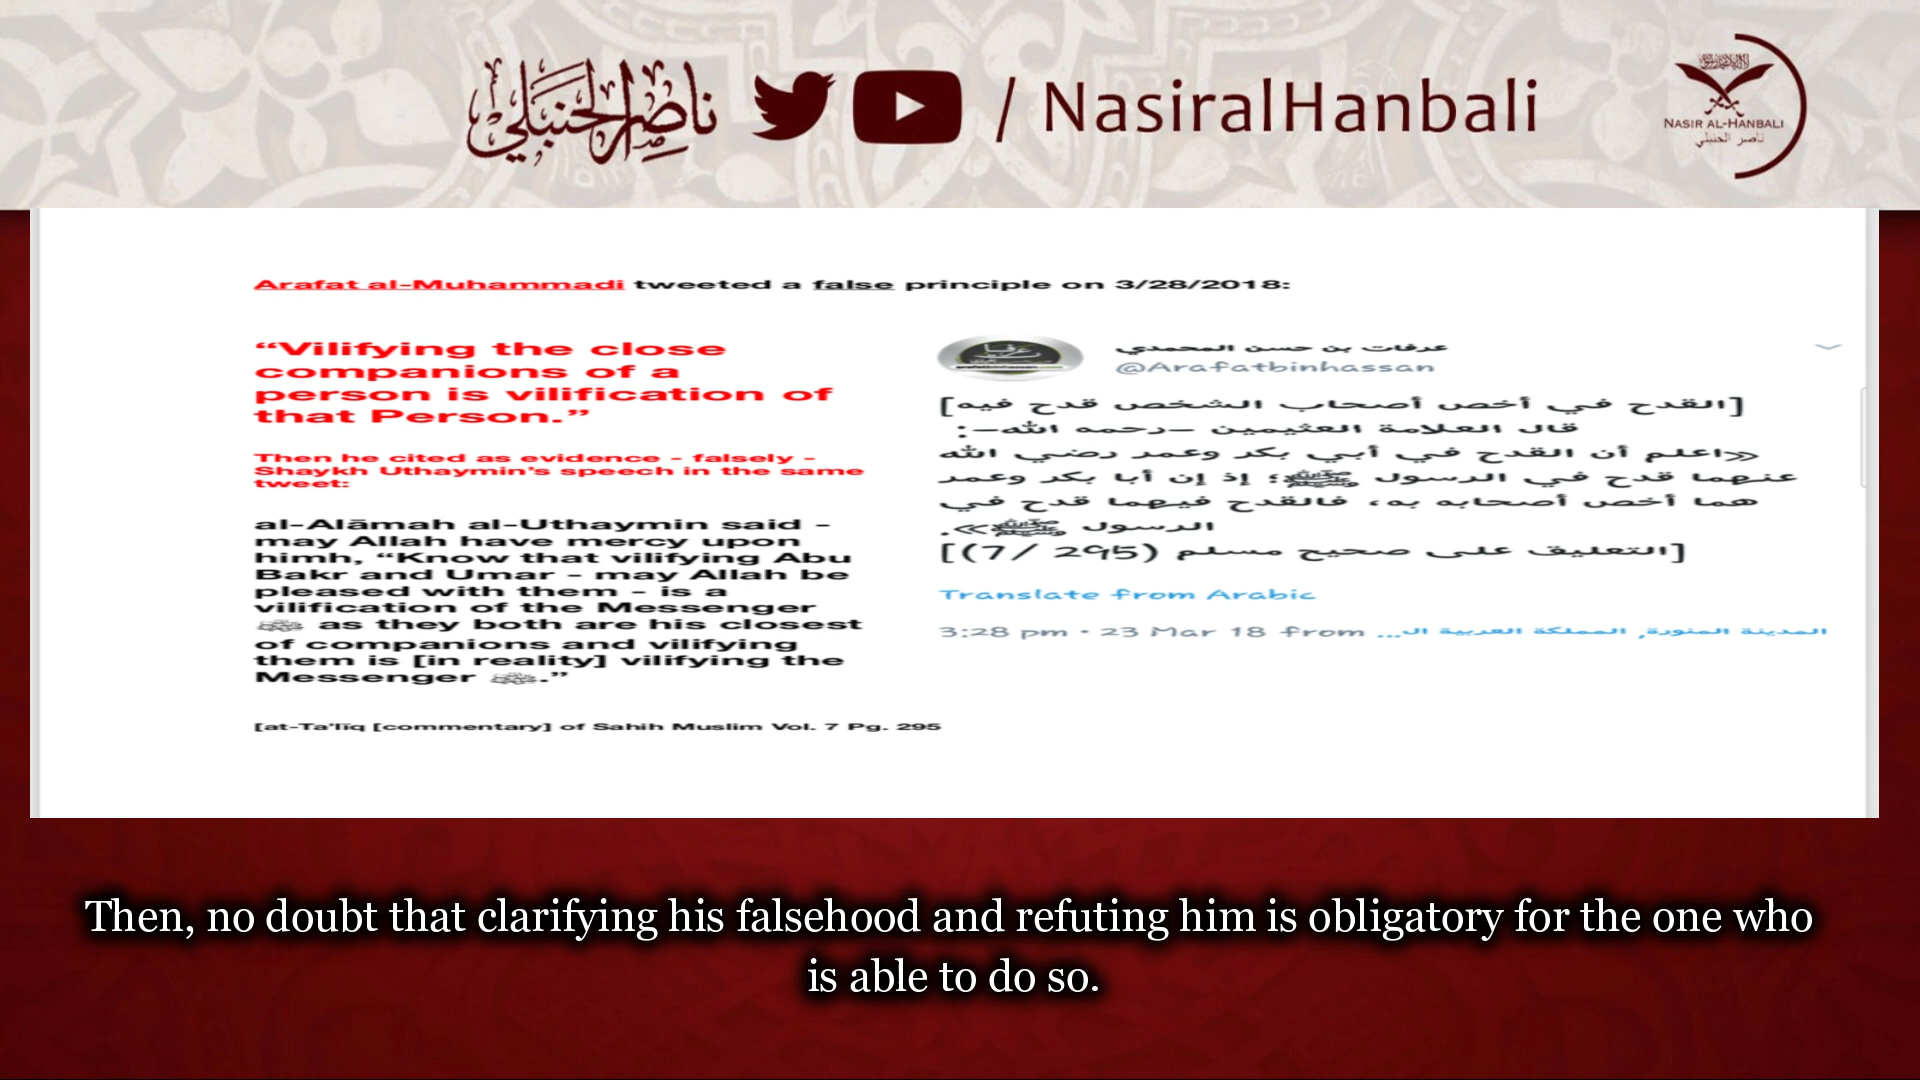 ناصر الحنبلي / NasiralHanbali
NASIR AL-HANBALI
ناصر الحنبلي
Arafat al-Muhammadi tweeted a false principle on 3/28/2018:
“Vilifying the close
companions of a
person is vilification of
that Person.”
Then he cited as evidence - falsely -
Shaykh Uthaymin's speech in the same
tweet:
al-Alāmah al-Uthaymin said -
may Allah have mercy upon
himh, “Know that vilifying Abu
Bakr and Umar - may Allah be
pleased with them - is a
vilification of the Messenger
ﷺ as they both are his closest
of companions and vilifying
them is [in reality] vilifying the
Messenger ﷺ.”
[at-Ta'līq [commentary] of Sahih Muslim Vol. 7 Pg. 295
عرفات بن حسن المحمدي
@Arafatbinhassan
[القدح في أخص أصحاب الشخص قدح فيه]
قال العلامة العثيمين -رحمه الله-:
«اعلم أن القدح في أبي بكر وعمر رضي الله
عنهما قدح في الرسول ﷺ؛ إذ إن أبا بكر وعمر
هما أخص أصحابه به، فالقدح فيهما قدح في
الرسول ﷺ».
[التعليق على صحيح مسلم (295 /7)]
Translate from Arabic
3:28 pm • 23 Mar 18 from المدينة المنورة, المملكة العربية ال...
Then, no doubt that clarifying his falsehood and refuting him is obligatory for the one who
is able to do so.